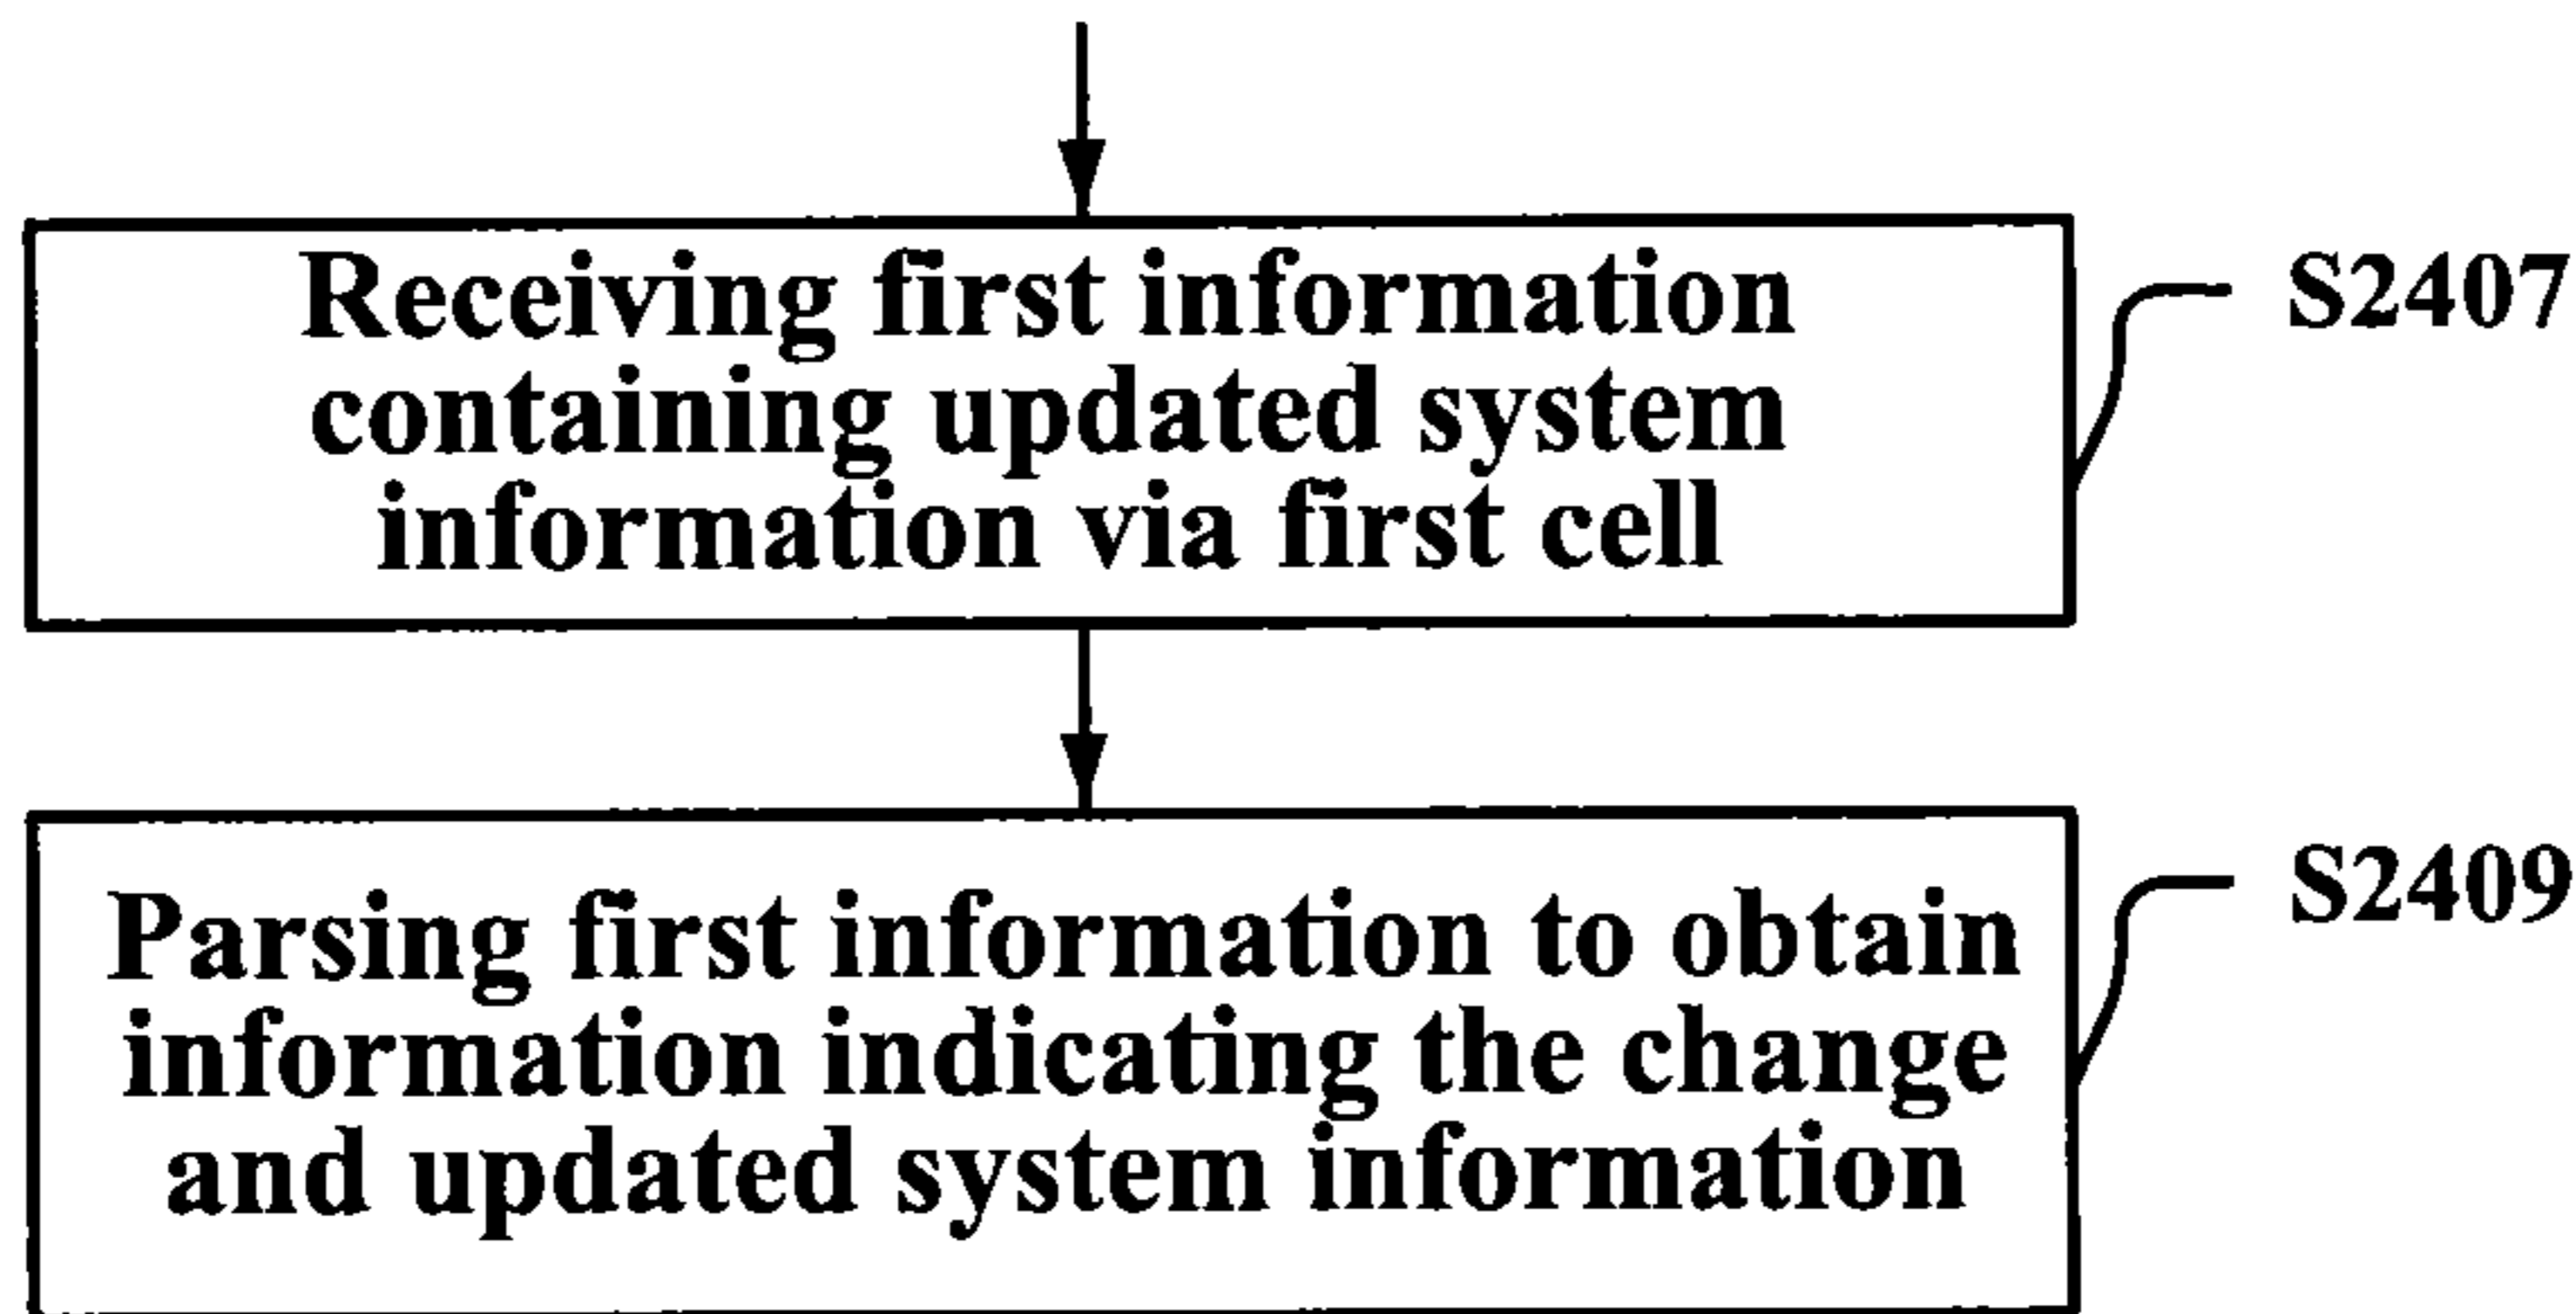 Receiving first information
containing updated system
information via first cell
S2407
Parsing first information to obtain
information indicating the change
and updated system information
S2409